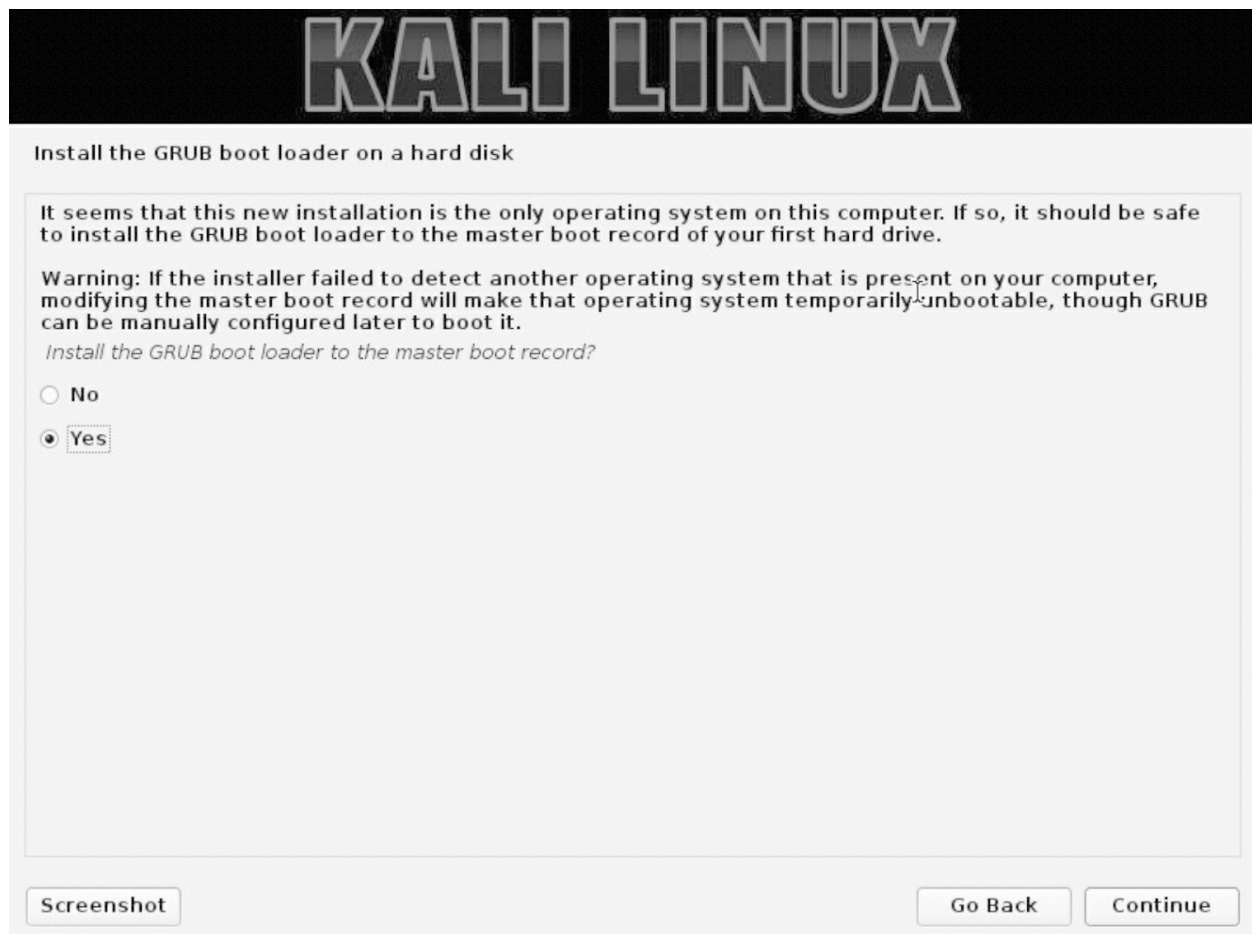 KALI LINUX
Install the GRUB boot loader on a hard disk
It seems that this new installation is the only operating system on this computer. If so, it should be safe
to install the GRUB boot loader to the master boot record of your first hard drive.
Warning: If the installer failed to detect another operating system that is present on your computer,
modifying the master boot record will make that operating system temporarily unbootable, though GRUB
can be manually configured later to boot it.
Install the GRUB boot loader to the master boot record?
No
Yes
Screenshot
Go Back
Continue